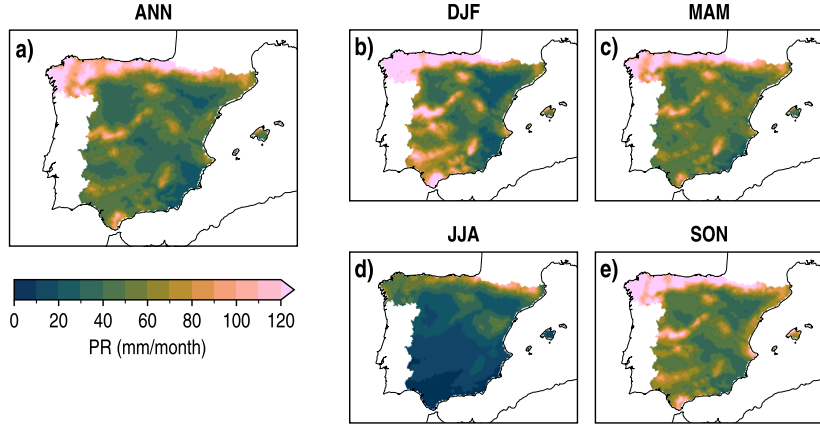 ANN
DJF
MAM
a)
b)
c)
JJA
SON
d)
e)
0 20 40 60 80 100 120
PR (mm/month)